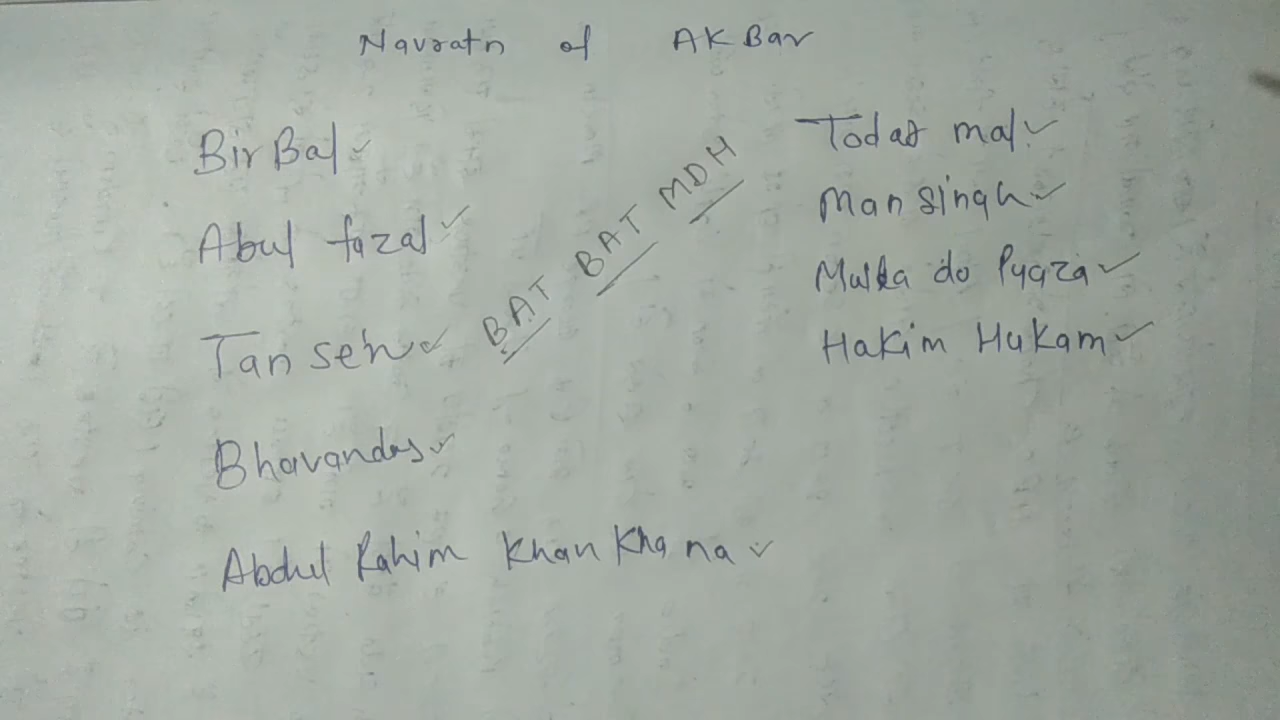 Navratn of AKBar
BirBal
Abul fazal
Tan sen
Bhavandas
Abdul Rahim Khan Khana
BAT BAT MDH
Todar mal
Man singh
Mulla do Pyaza
Hakim Hukam